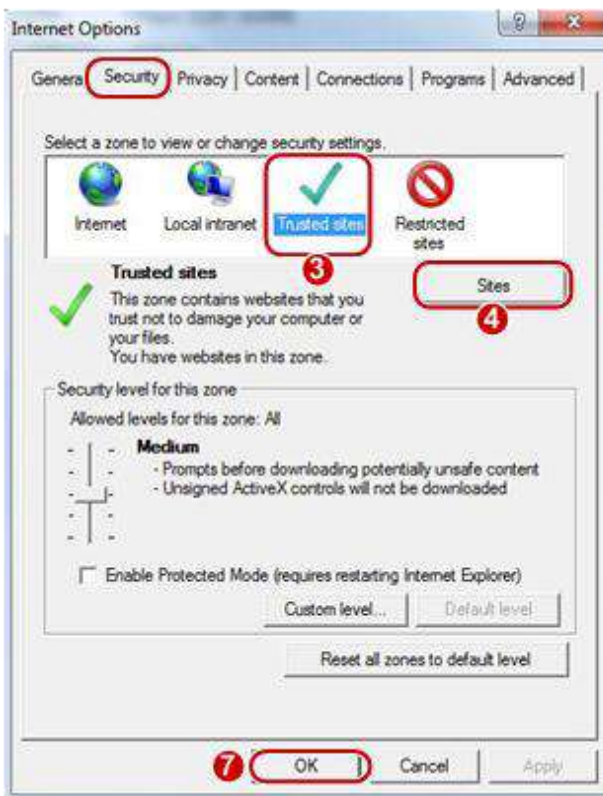 Internet Options
General Security Privacy Content Connections Programs Advanced
Select a zone to view or change security settings.
Internet Local intranet Trusted sites Restricted
sites
3
Trusted sites
Sites
4
This zone contains websites that you
trust not to damage your computer or
your files.
You have websites in this zone.
Security level for this zone
Allowed levels for this zone: All
Medium
- Prompts before downloading potentially unsafe content
- Unsigned ActiveX controls will not be downloaded
Enable Protected Mode (requires restarting Internet Explorer)
Custom level... Default level
Reset all zones to default level
7 OK Cancel Apply